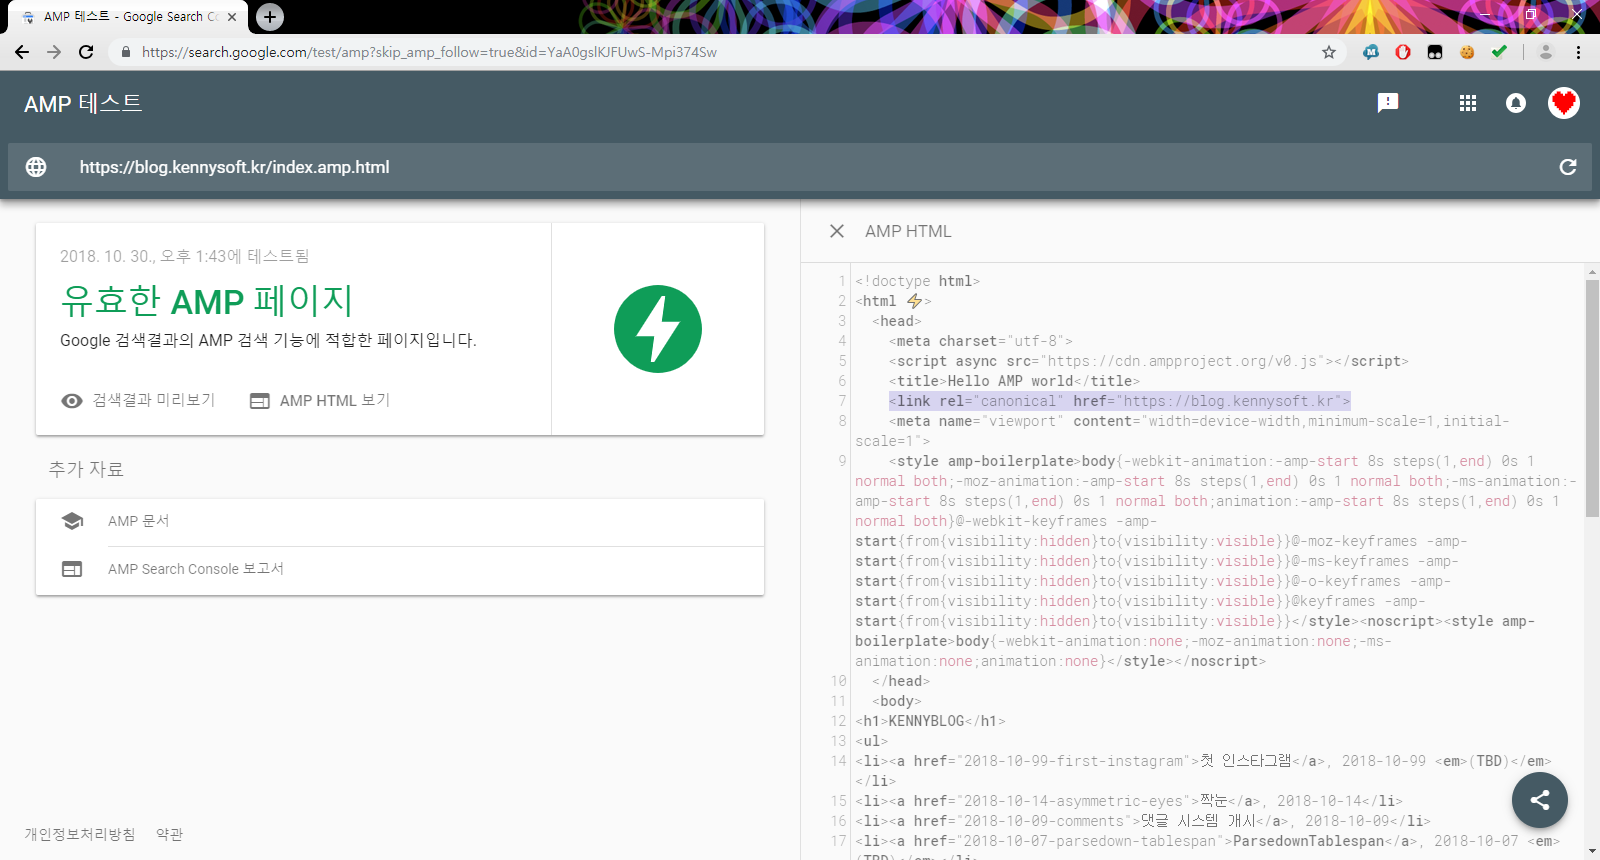 AMP 테스트 - Google Search Co
https://search.google.com/test/amp?skip_amp_follow=true&id=YaA0gslKJFUwS-Mpi374Sw
AMP 테스트
https://blog.kennysoft.kr/index.amp.html
2018. 10. 30., 오후 1:43에 테스트됨
유효한 AMP 페이지
Google 검색결과의 AMP 검색 기능에 적합한 페이지입니다.
검색결과 미리보기
AMP HTML 보기
추가 자료
AMP 문서
AMP Search Console 보고서
개인정보처리방침 약관
AMP HTML
1 <!doctype html>
2 <html ⚡>
3 <head>
4 <meta charset="utf-8">
5 <script async src="https://cdn.ampproject.org/v0.js"></script>
6 <title>Hello AMP world</title>
7 <link rel="canonical" href="https://blog.kennysoft.kr">
8 <meta name="viewport" content="width=device-width,minimum-scale=1,initial-
scale=1">
9 <style amp-boilerplate>body{-webkit-animation:-amp-start 8s steps(1,end) 0s 1
normal both;-moz-animation:-amp-start 8s steps(1,end) 0s 1 normal both;-ms-animation:-
amp-start 8s steps(1,end) 0s 1 normal both;animation:-amp-start 8s steps(1,end) 0s 1
normal both}@-webkit-keyframes -amp-
start{from{visibility:hidden}to{visibility:visible}}@-moz-keyframes -amp-
start{from{visibility:hidden}to{visibility:visible}}@-ms-keyframes -amp-
start{from{visibility:hidden}to{visibility:visible}}@-o-keyframes -amp-
start{from{visibility:hidden}to{visibility:visible}}@keyframes -amp-
start{from{visibility:hidden}to{visibility:visible}}</style><noscript><style amp-
boilerplate>body{-webkit-animation:none;-moz-animation:none;-ms-
animation:none;animation:none}</style></noscript>
10 </head>
11 <body>
12 <h1>KENNYBLOG</h1>
13 <ul>
14 <li><a href="2018-10-99-first-instagram">첫 인스타그램</a>, 2018-10-99 <em>(TBD)</em>
</li>
15 <li><a href="2018-10-14-asymmetric-eyes">짝눈</a>, 2018-10-14</li>
16 <li><a href="2018-10-09-comments">댓글 시스템 개시</a>, 2018-10-09</li>
17 <li><a href="2018-10-07-parsedown-tablespan">ParsedownTablespan</a>, 2018-10-07 <em>
(TBD)</em></li>